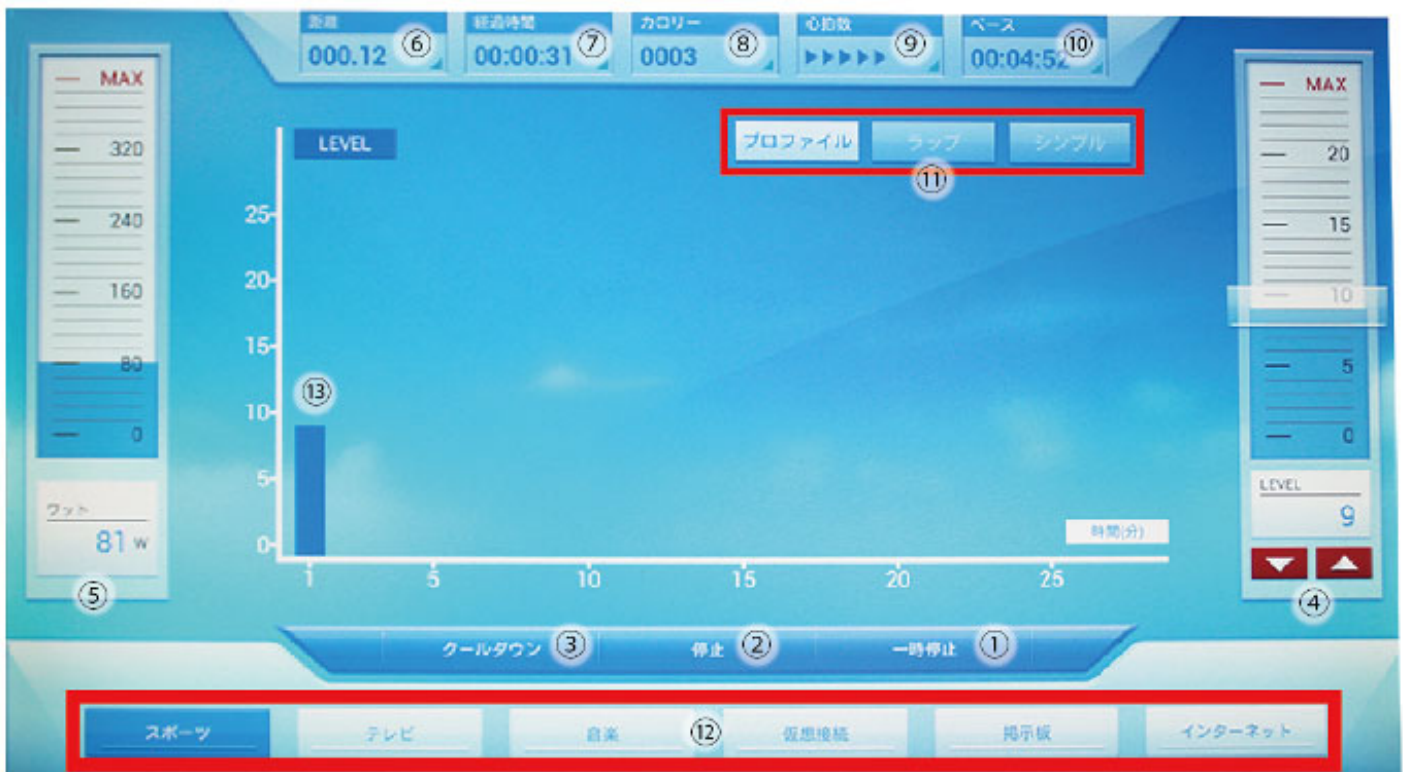 距離
000.12 ⑥
経過時間
00:00:31 ⑦
カロリー
0003 ⑧
心拍数
⑨
ペース
00:04:52 ⑩
プロファイル ラップ シンプル
⑪
LEVEL
25
20
15
10
5
0
⑬
1 5 10 15 20 25
時間(分)
MAX
320
240
160
80
0
ワット
81 W
⑤
MAX
20
15
10
5
0
LEVEL
9
④
クールダウン ③ 停止 ② 一時停止 ①
スポーツ テレビ 音楽 ⑫ 仮想接続 掲示板 インターネット